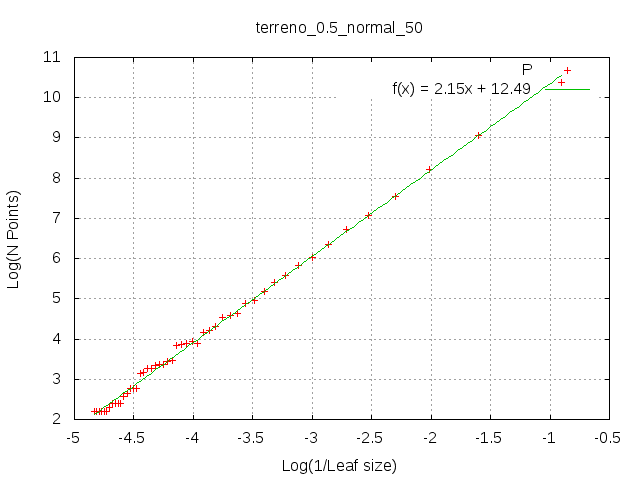 terreno_0.5_normal_50
11
10
9
8
7
6
5
4
3
2
Log(N Points)
P
f(x) = 2.15x + 12.49
-5 -4.5 -4 -3.5 -3 -2.5 -2 -1.5 -1 -0.5
Log(1/Leaf size)